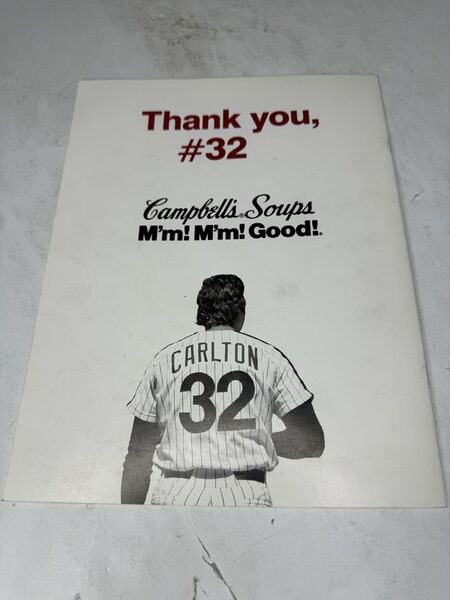 Thank you,
#32
Campbell's® Soups
M'm! M'm! Good!®
CARLTON
32